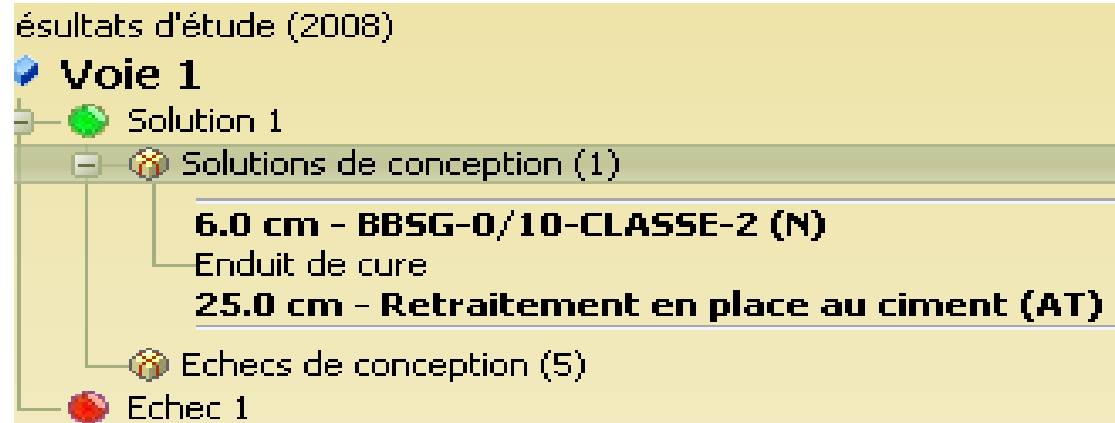 ésultats d'étude (2008)
Voie 1
Solution 1
Solutions de conception (1)
6.0 cm - BBSG-0/10-CLASSE-2 (N)
Enduit de cure
25.0 cm - Retraitement en place au ciment (AT)
Echecs de conception (5)
Echec 1